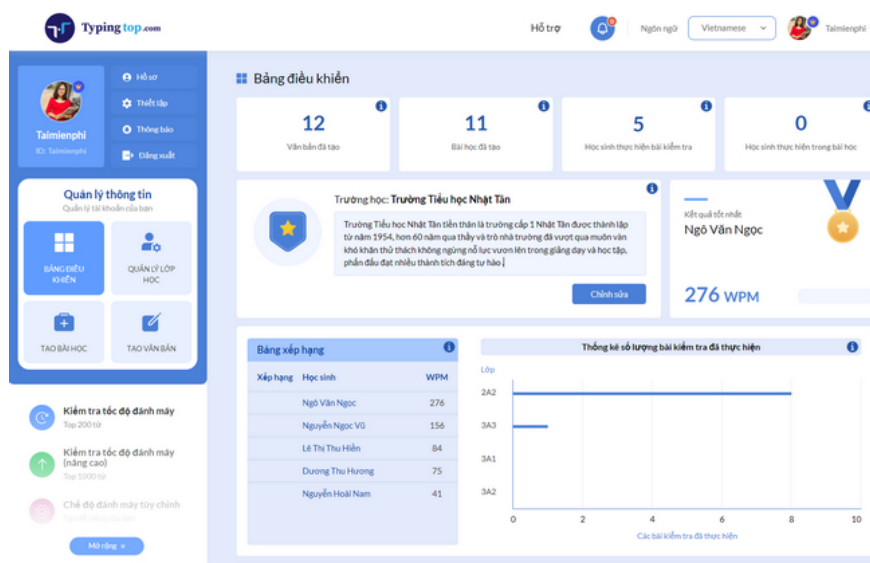 Typingtop.com
Hỗ trợ
8
Ngôn ngữ
Vietnamese
Taimienphi
Taimienphi
ID: Taimienphi
Hồ sơ
Thiết lập
Thông báo
Đăng xuất
Quản lý thông tin
Quản lý tài khoản của bạn
BẢNG ĐIỀU
KHIỂN
QUẢN LÝ LỚP
HỌC
TẠO BÀI HỌC
TẠO VĂN BẢN
Kiểm tra tốc độ đánh máy
Top 200 từ
Kiểm tra tốc độ đánh máy
(nâng cao)
Top 1000 từ
Chế độ đánh máy tùy chỉnh
Mở rộng
Bảng điều khiển
12
Văn bản đã tạo
11
Bài học đã tạo
5
Học sinh thực hiện bài kiểm tra
0
Học sinh thực hiện trong bài học
Trường học: Trường Tiểu học Nhật Tân
Trường Tiểu học Nhật Tân tiền thân là trường cấp 1 Nhật Tân được thành lập
từ năm 1954, hơn 60 năm qua thầy và trò nhà trường đã vượt qua muôn vàn
khó khăn thử thách không ngừng nỗ lực vươn lên trong giảng dạy và học tập,
phấn đấu đạt nhiều thành tích đáng tự hào
Chỉnh sửa
Kết quả tốt nhất
Ngô Văn Ngọc
276 WPM
Bảng xếp hạng
Xếp hạng Học sinh WPM
Ngô Văn Ngọc 276
Nguyễn Ngọc Vũ 156
Lê Thị Thu Hiền 84
Dương Thu Hương 75
Nguyễn Hoài Nam 41
Thống kê số lượng bài kiểm tra đã thực hiện
Lớp
2A2
3A3
3A1
3A2
0 2 4 6 8 10
Các bài kiểm tra đã thực hiện